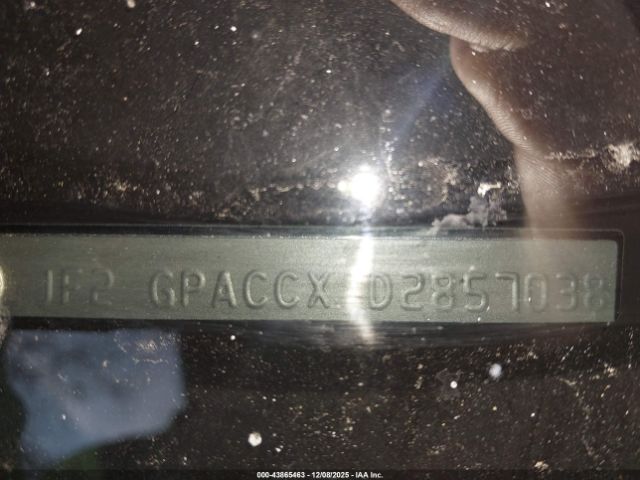 JF2 GPACCX D2857038
000-43865463 - 12/08/2025 - IAA Inc.